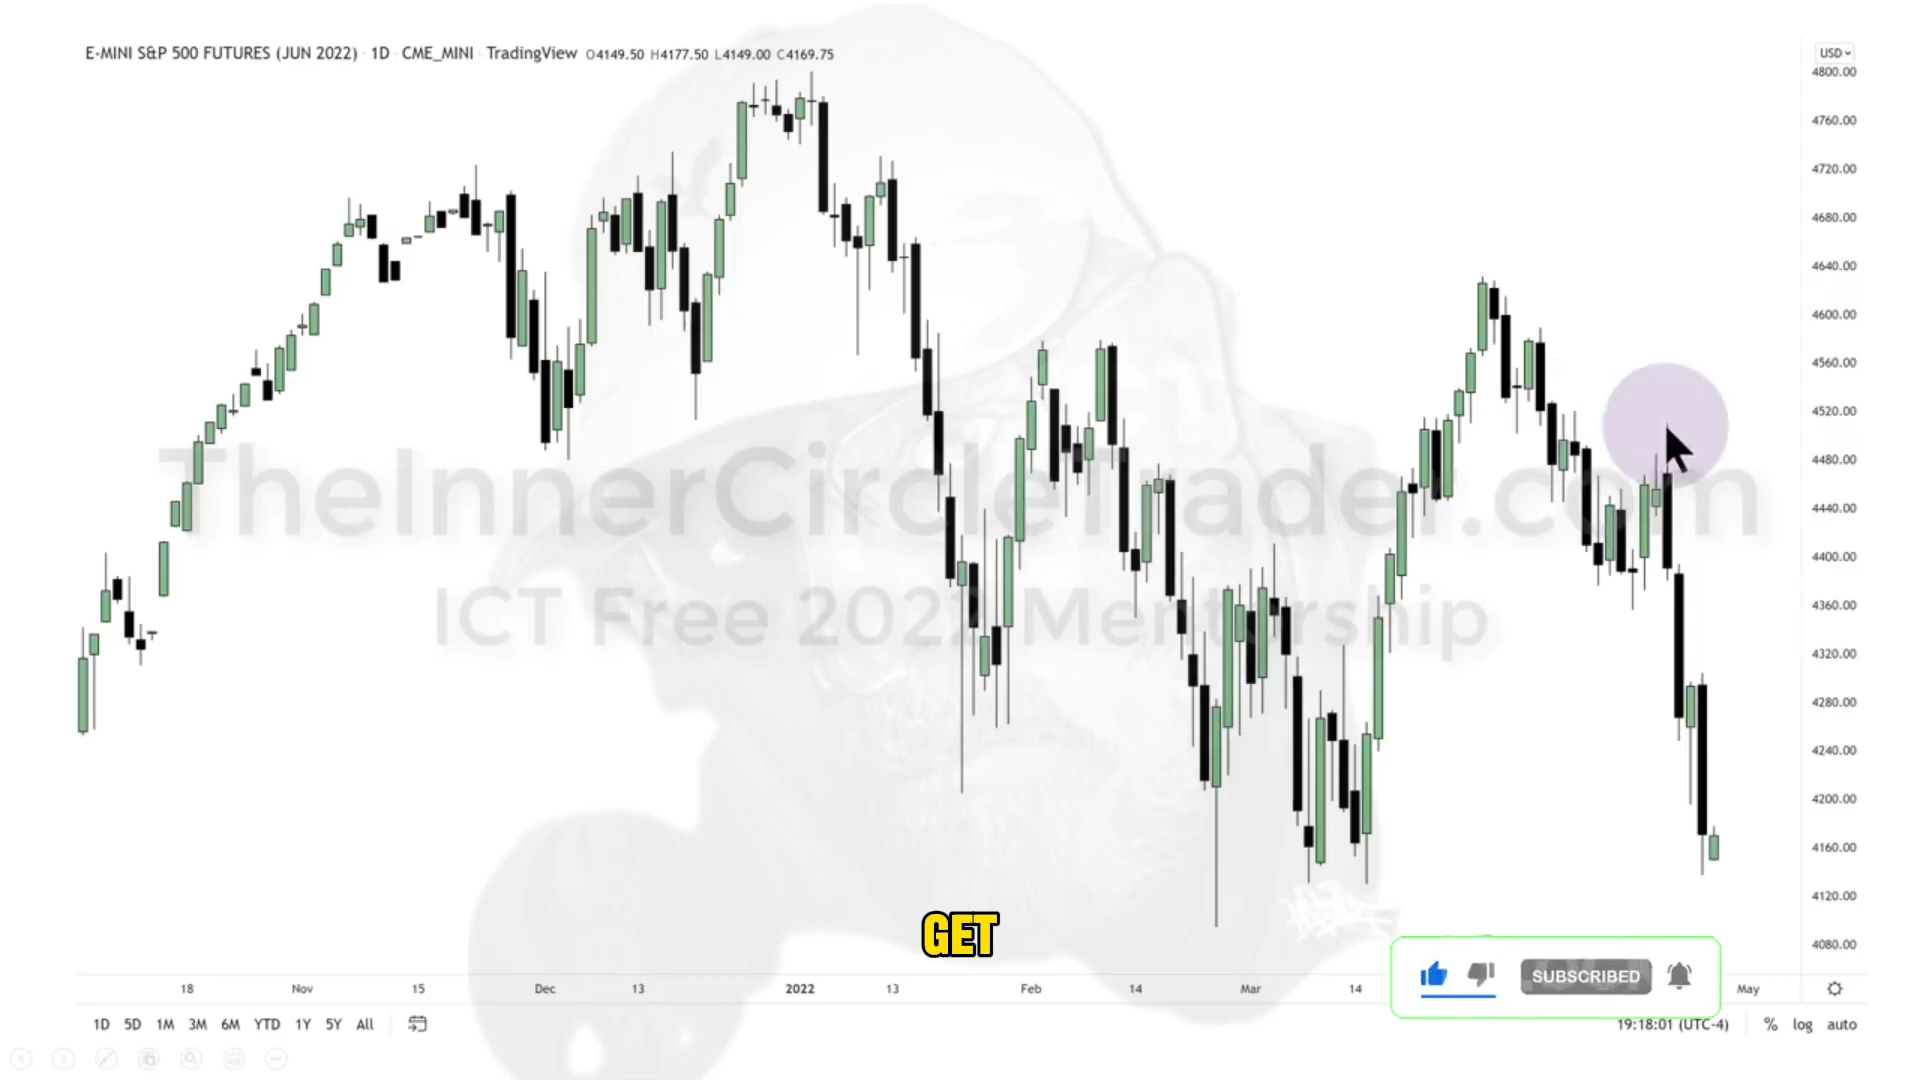 E-MINI S&P 500 FUTURES (JUN 2022) · 1D · CME_MINI · TradingView O4149.50 H4177.50 L4149.00 C4169.75
USD
4800.00
4760.00
4720.00
4680.00
4640.00
4600.00
4560.00
4520.00
4480.00
4440.00
4400.00
4360.00
4320.00
4280.00
4240.00
4200.00
4160.00
4120.00
4080.00
TheInnerCircleTrader.com
ICT Free 2022 Mentorship
GET
SUBSCRIBED
18 Nov 15 Dec 13 2022 13 Feb 14 Mar 14 May
1D 5D 1M 3M 6M YTD 1Y 5Y All
19:18:01 (UTC-4) % log auto